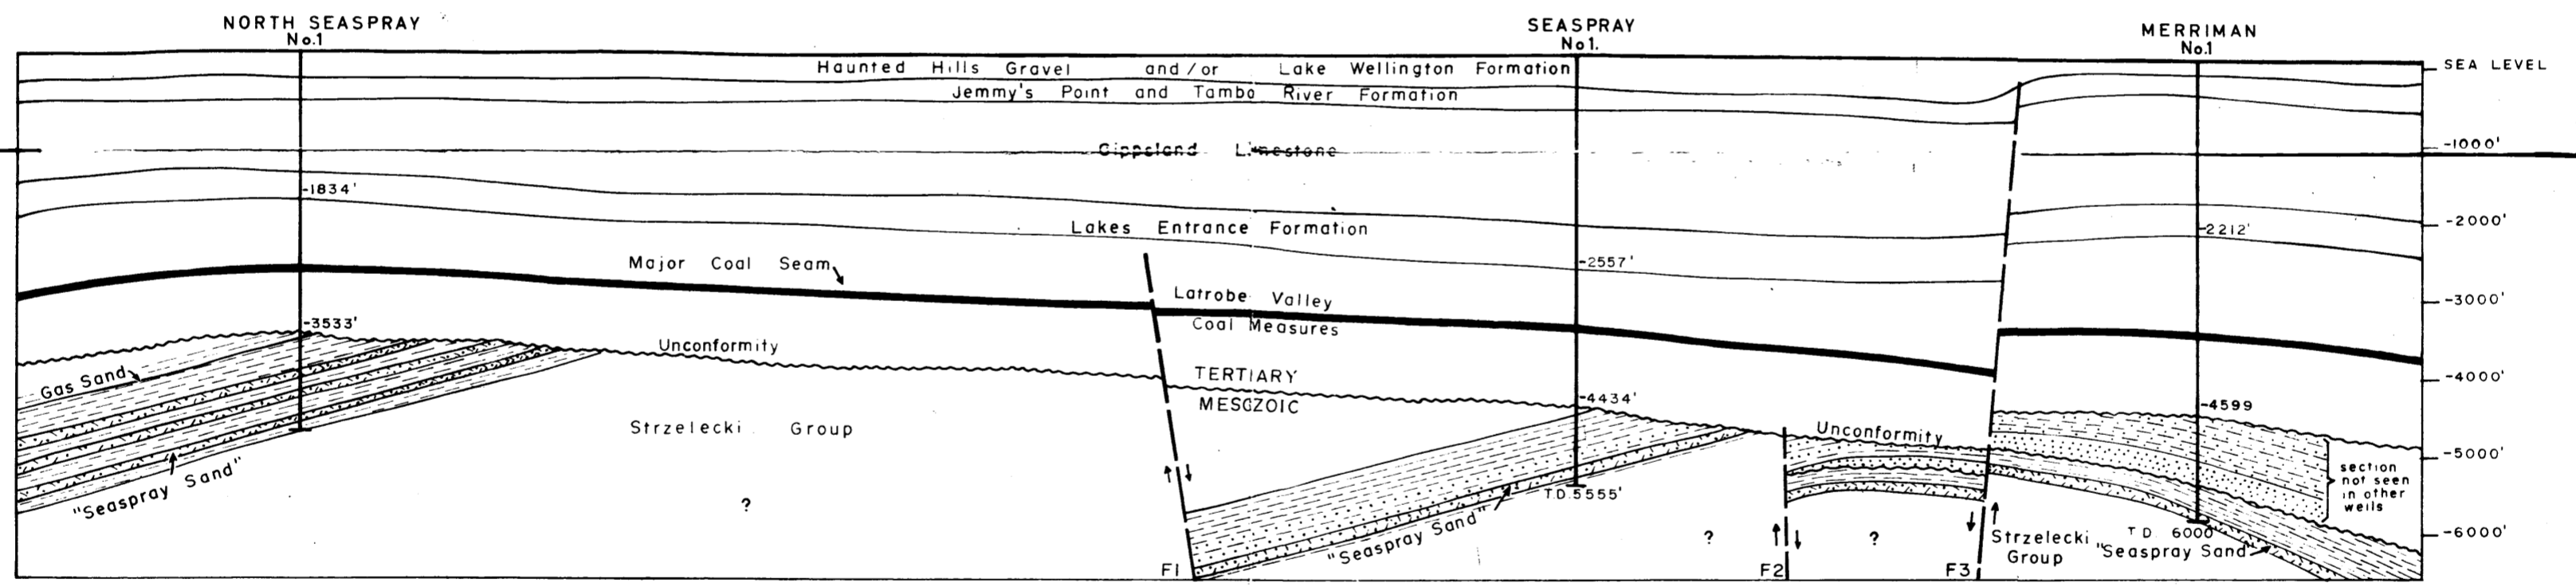 NORTH SEASPRAY
No.1
SEASPRAY
No1.
MERRIMAN
No.1
SEA LEVEL
Haunted Hills Gravel and/or Lake Wellington Formation
Jemmy's Point and Tambo River Formation
-1000'
Gippsland Limestone
-1834'
-2000'
Lakes Entrance Formation
-2212'
Major Coal Seam
-2557'
-3000'
Latrobe Valley
Coal Measures
-3533'
Unconformity
-4000'
Gas Sand
TERTIARY
MESOZOIC
-4434'
-4599
Strzelecki Group
Unconformity
-5000'
section
not seen
in other
wells
"Seaspray Sand"
T.D.5555'
?
"Seaspray Sand"
?
?
Strzelecki
Group
T D. 6000'
"Seaspray Sand"
-6000'
F1
F2
F3